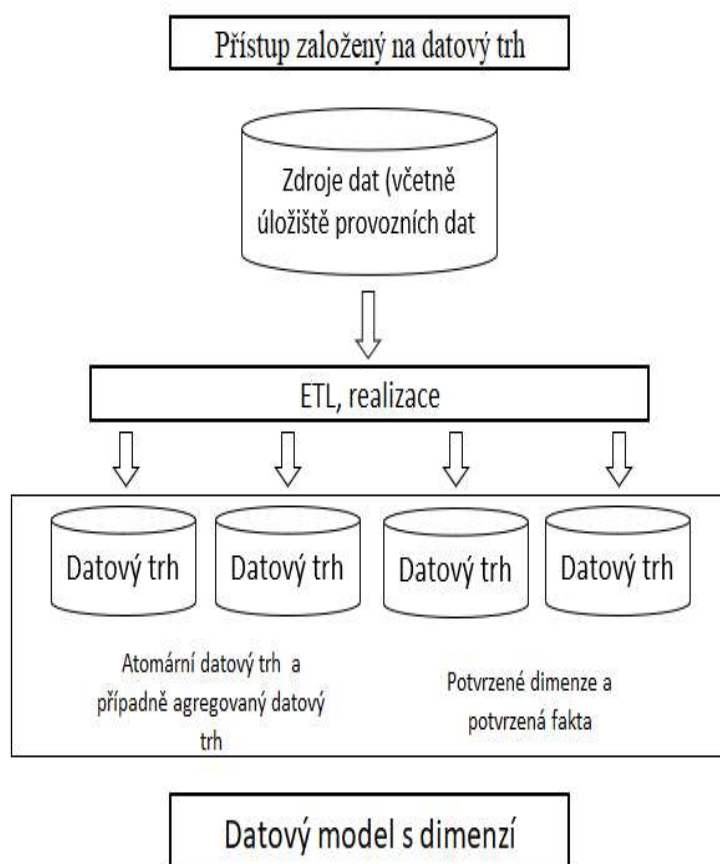 Přístup založený na datový trh
Zdroje dat (včetně
úložiště provozních dat
ETL, realizace
Datový trh
Datový trh
Datový trh
Datový trh
Atomární datový trh a
případně agregovaný datový
trh
Potvrzené dimenze a
potvrzená fakta
Datový model s dimenzí